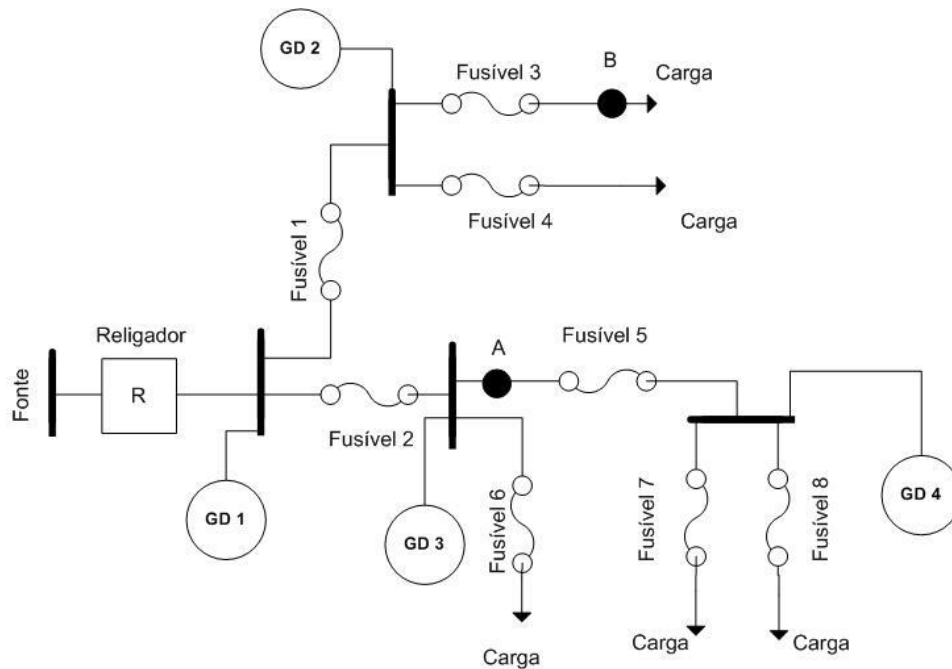 GD 2
Fusível 3
B
Carga
Fusível 4
Carga
Fusível 1
Religador
Fonte
R
A
Fusível 5
Fusível 2
GD 1
GD 3
Fusível 6
Carga
Fusível 7
Fusível 8
GD 4
Carga
Carga